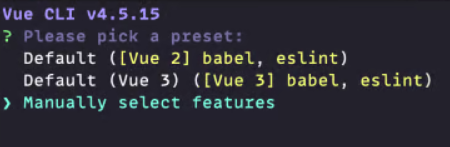 Vue CLI v4.5.15
? Please pick a preset:
Default ([Vue 2] babel, eslint)
Default (Vue 3) ([Vue 3] babel, eslint)
❯ Manually select features